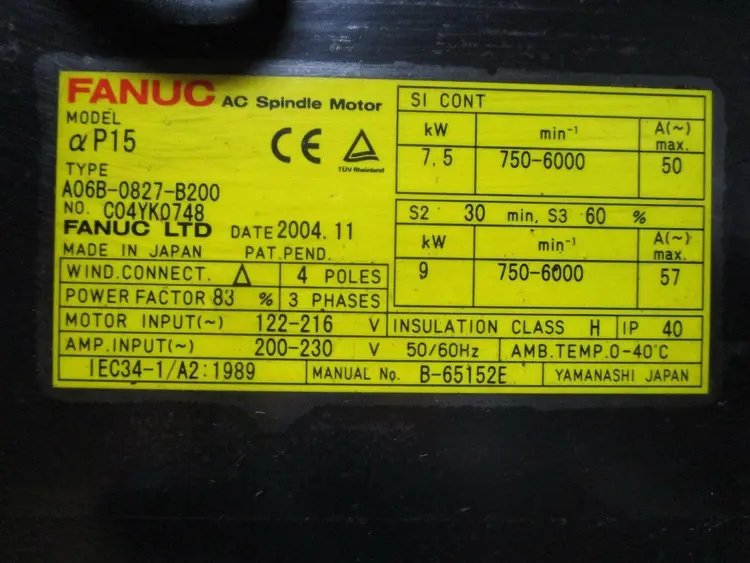 FANUC AC Spindle Motor
MODEL
αP15
TYPE
A06B-0827-B200
NO. C04YK0748
FANUC LTD DATE 2004.11
MADE IN JAPAN PAT.PEND.
CE
TÜV Rheinland
WIND.CONNECT. Δ 4 POLES
POWER FACTOR 83 % 3 PHASES
SI CONT
kW min⁻¹ A(~) max.
7.5 750-6000 50
S2 30 min, S3 60 %
kW min⁻¹ A(~) max.
9 750-6000 57
MOTOR INPUT(~) 122-216 V INSULATION CLASS H IP 40
AMP.INPUT(~) 200-230 V 50/60Hz AMB.TEMP.0-40°C
IEC34-1/A2:1989 MANUAL No. B-65152E YAMANASHI JAPAN